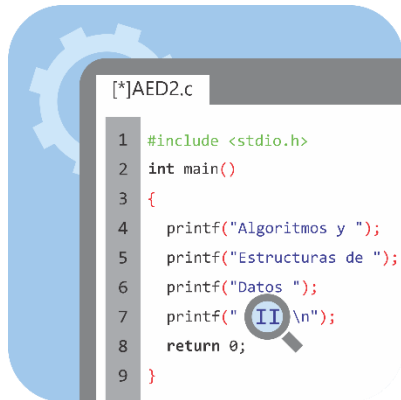 [*]AED2.c
1 #include <stdio.h>
2 int main()
3 {
4 printf("Algoritmos y ");
5 printf("Estructuras de ");
6 printf("Datos ");
7 printf(" II \n");
8 return 0;
9 }